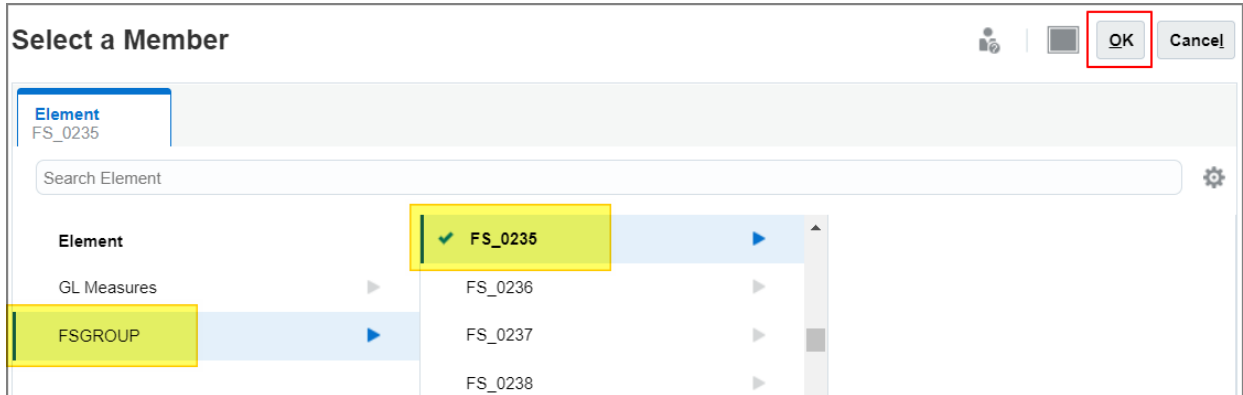 Select a Member
OK
Cancel
Element
FS_0235
Search Element
Element
FS_0235
GL Measures
FS_0236
FSGROUP
FS_0237
FS_0238